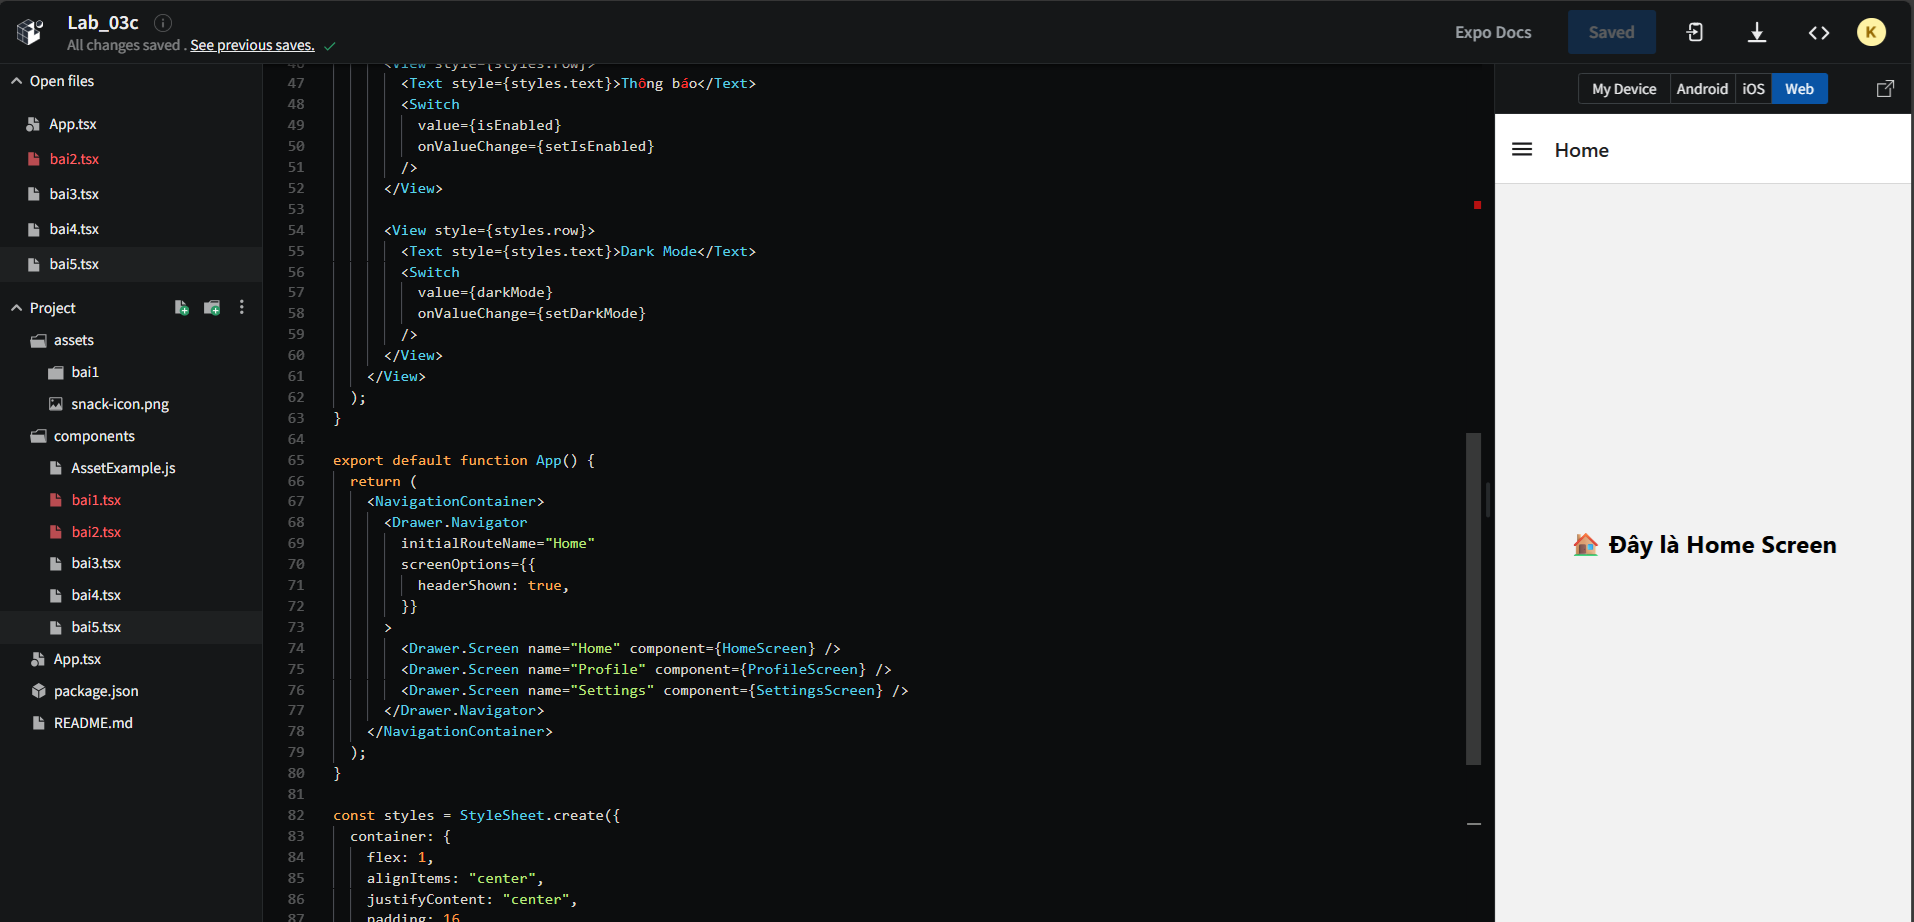 Lab_03c
All changes saved . See previous saves.
Expo Docs
Saved
K
Open files
App.tsx
bai2.tsx
bai3.tsx
bai4.tsx
bai5.tsx
Project
assets
bai1
snack-icon.png
components
AssetExample.js
bai1.tsx
bai2.tsx
bai3.tsx
bai4.tsx
bai5.tsx
App.tsx
package.json
README.md
46 <View style={styles.row}>
47 <Text style={styles.text}>Thông báo</Text>
48 <Switch
49 value={isEnabled}
50 onValueChange={setIsEnabled}
51 />
52 </View>
53
54 <View style={styles.row}>
55 <Text style={styles.text}>Dark Mode</Text>
56 <Switch
57 value={darkMode}
58 onValueChange={setDarkMode}
59 />
60 </View>
61 </View>
62 );
63 }
64
65 export default function App() {
66 return (
67 <NavigationContainer>
68 <Drawer.Navigator
69 initialRouteName="Home"
70 screenOptions={{
71 headerShown: true,
72 }}
73 >
74 <Drawer.Screen name="Home" component={HomeScreen} />
75 <Drawer.Screen name="Profile" component={ProfileScreen} />
76 <Drawer.Screen name="Settings" component={SettingsScreen} />
77 </Drawer.Navigator>
78 </NavigationContainer>
79 );
80 }
81
82 const styles = StyleSheet.create({
83 container: {
84 flex: 1,
85 alignItems: "center",
86 justifyContent: "center",
87 padding: 16
My Device
Android
iOS
Web
Home
Đây là Home Screen